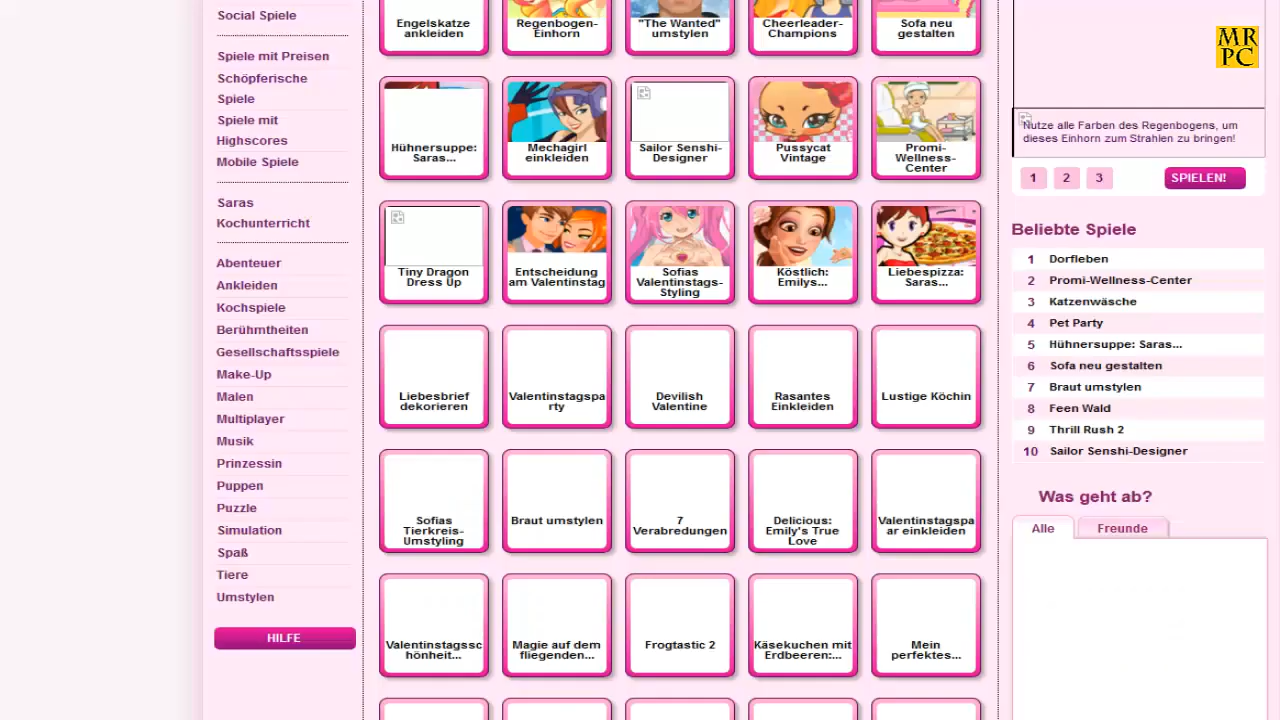 Social Spiele
Spiele mit Preisen
Schöpferische
Spiele
Spiele mit
Highscores
Mobile Spiele
Saras
Kochunterricht
Abenteuer
Ankleiden
Kochspiele
Berühmtheiten
Gesellschaftsspiele
Make-Up
Malen
Multiplayer
Musik
Prinzessin
Puppen
Puzzle
Simulation
Spaß
Tiere
Umstylen
HILFE
Engelskatze
ankleiden
Regenbogen-
Einhorn
"The Wanted"
umstylen
Cheerleader-
Champions
Sofa neu
gestalten
Hühnersuppe:
Saras...
Mechagirl
einkleiden
Sailor Senshi-
Designer
Pussycat
Vintage
Promi-
Wellness-
Center
Tiny Dragon
Dress Up
Entscheidung
am Valentinstag
Sofias
Valentinstags-
Styling
Köstlich:
Emilys...
Liebespizza:
Saras...
Liebesbrief
dekorieren
Valentinstagspa
rty
Devilish
Valentine
Rasantes
Einkleiden
Lustige Köchin
Sofias
Tierkreis-
Umstyling
Braut umstylen
7
Verabredungen
Delicious:
Emily's True
Love
Valentinstagspa
ar einkleiden
Valentinstagssc
hönheit...
Magie auf dem
fliegenden...
Frogtastic 2
Käsekuchen mit
Erdbeeren:...
Mein
perfektes...
MR
PC
Nutze alle Farben des Regenbogens, um
dieses Einhorn zum Strahlen zu bringen!
1 2 3 SPIELEN!
Beliebte Spiele
1 Dorfleben
2 Promi-Wellness-Center
3 Katzenwäsche
4 Pet Party
5 Hühnersuppe: Saras...
6 Sofa neu gestalten
7 Braut umstylen
8 Feen Wald
9 Thrill Rush 2
10 Sailor Senshi-Designer
Was geht ab?
Alle Freunde